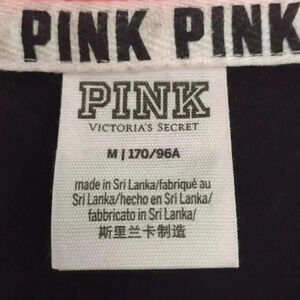 PINK PINK
PINK
VICTORIA'S SECRET
M | 170/96A
made in Sri Lanka/fabriqué au
Sri Lanka/hecho en Sri Lanka/
fabbricato in Sri Lanka/
斯里兰卡制造